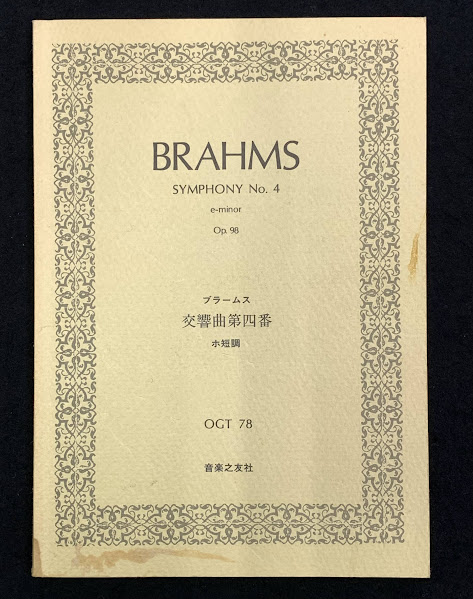 BRAHMS
SYMPHONY No. 4
e-minor
Op. 98
ブラームス
交響曲第四番
ホ短調
OGT 78
音楽之友社